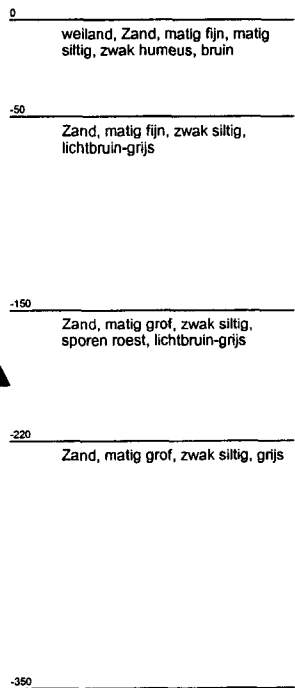 0
weiland, Zand, matig fijn, matig
siltig, zwak humeus, bruin
-50
Zand, matig fijn, zwak siltig,
lichtbruin-grijs
-150
Zand, matig grof, zwak siltig,
sporen roest, lichtbruin-grijs
-220
Zand, matig grof, zwak siltig, grijs
-350